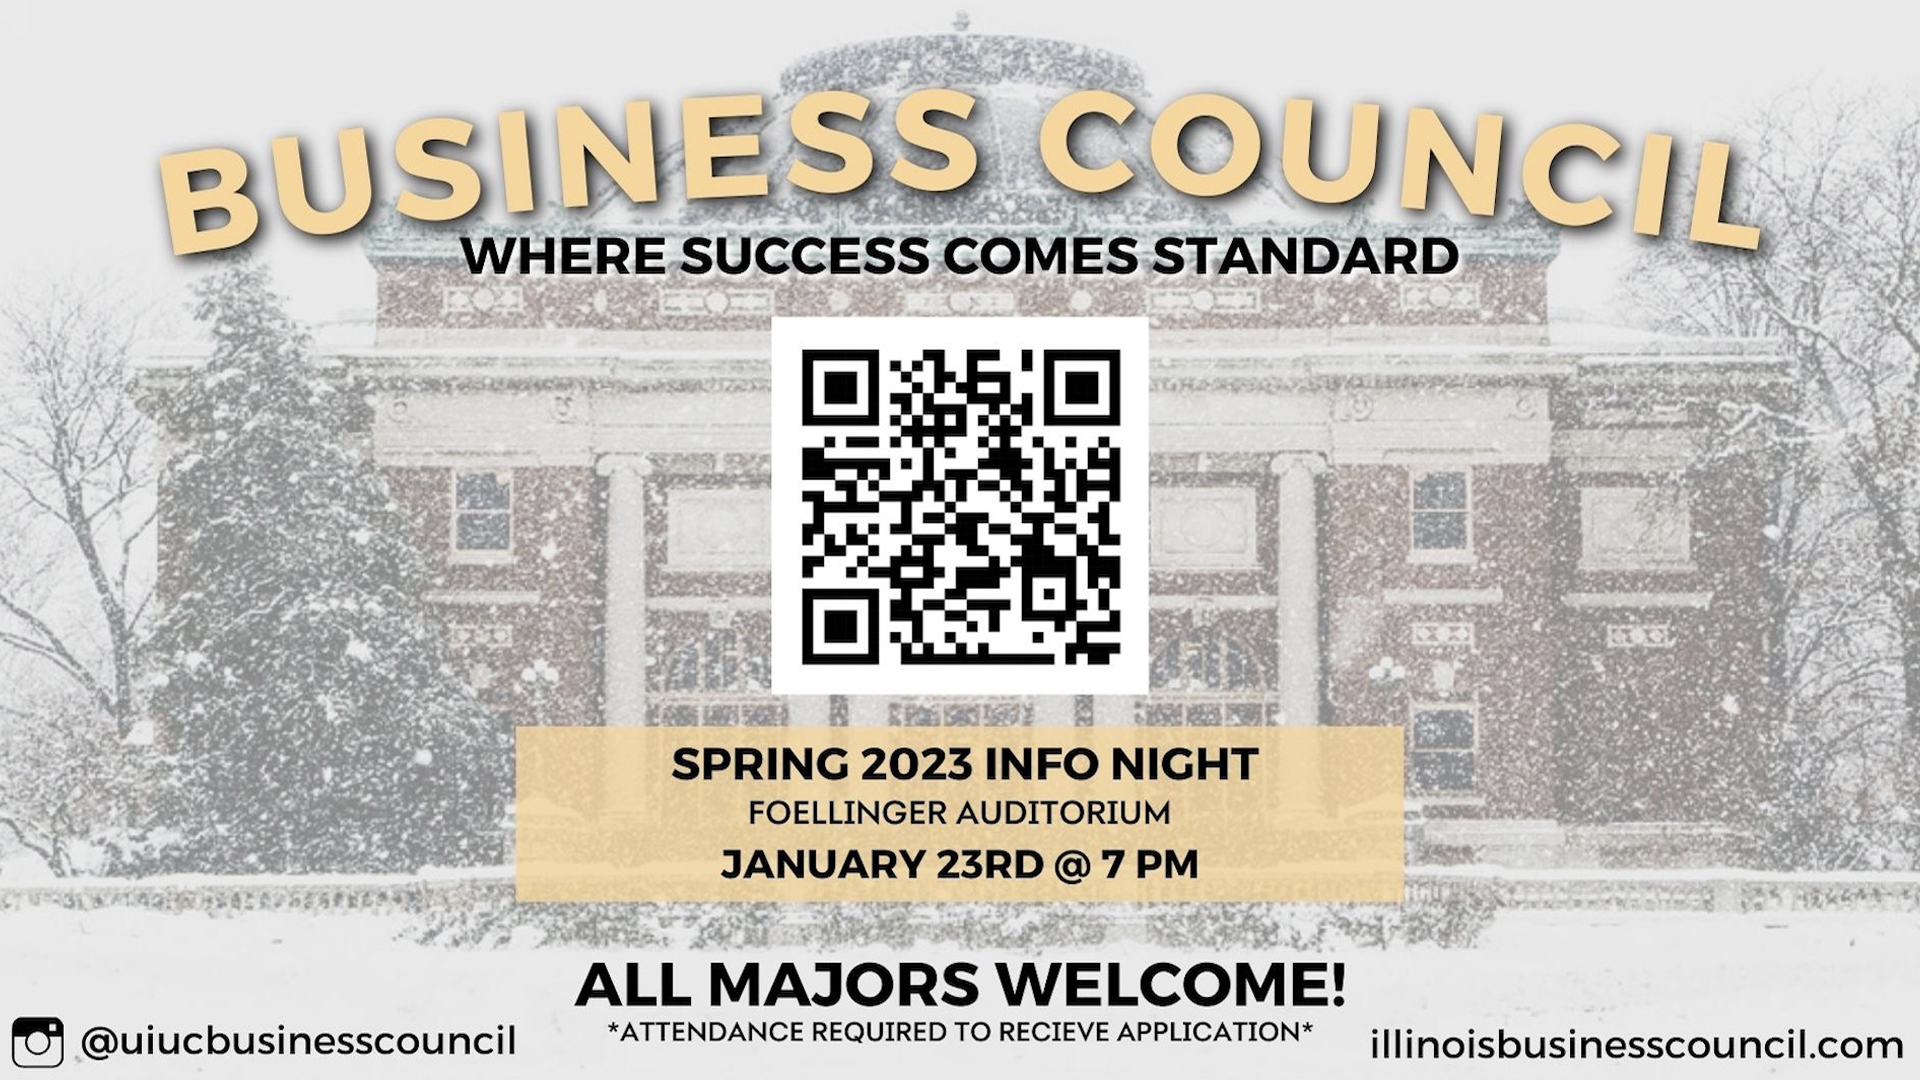 BUSINESS COUNCIL
WHERE SUCCESS COMES STANDARD
SPRING 2023 INFO NIGHT
FOELLINGER AUDITORIUM
JANUARY 23RD @ 7 PM
ALL MAJORS WELCOME!
*ATTENDANCE REQUIRED TO RECIEVE APPLICATION*
@uiucbusinesscouncil
illinoisbusinesscouncil.com